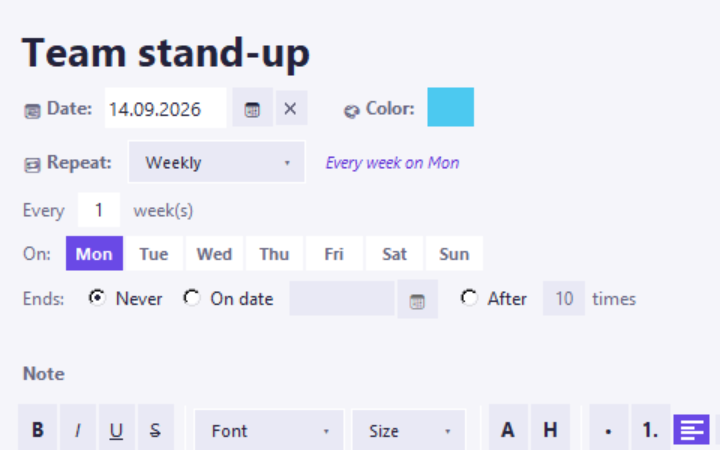 Team stand-up
Date: 14.09.2026 × Color:
Repeat: Weekly Every week on Mon
Every 1 week(s)
On: Mon Tue Wed Thu Fri Sat Sun
Ends: Never On date After 10 times
Note
B I U S Font Size A H • 1.